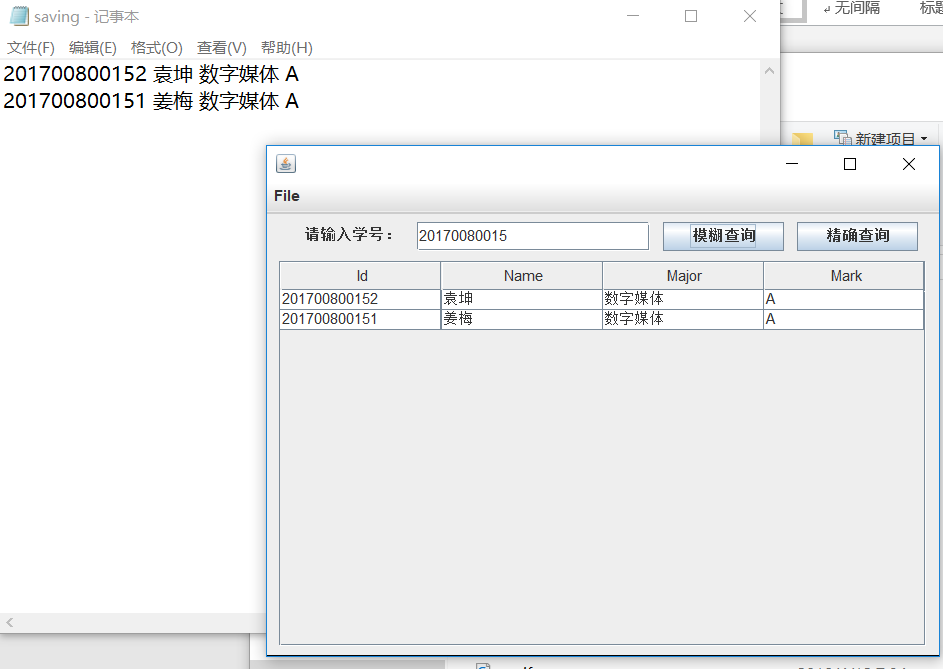 saving - 记事本
文件(F) 编辑(E) 格式(O) 查看(V) 帮助(H)
201700800152 袁坤 数字媒体 A
201700800151 姜梅 数字媒体 A
无间隔
新建项目
File
请输入学号： 20170080015 模糊查询 精确查询
Id Name Major Mark
201700800152 袁坤 数字媒体 A
201700800151 姜梅 数字媒体 A